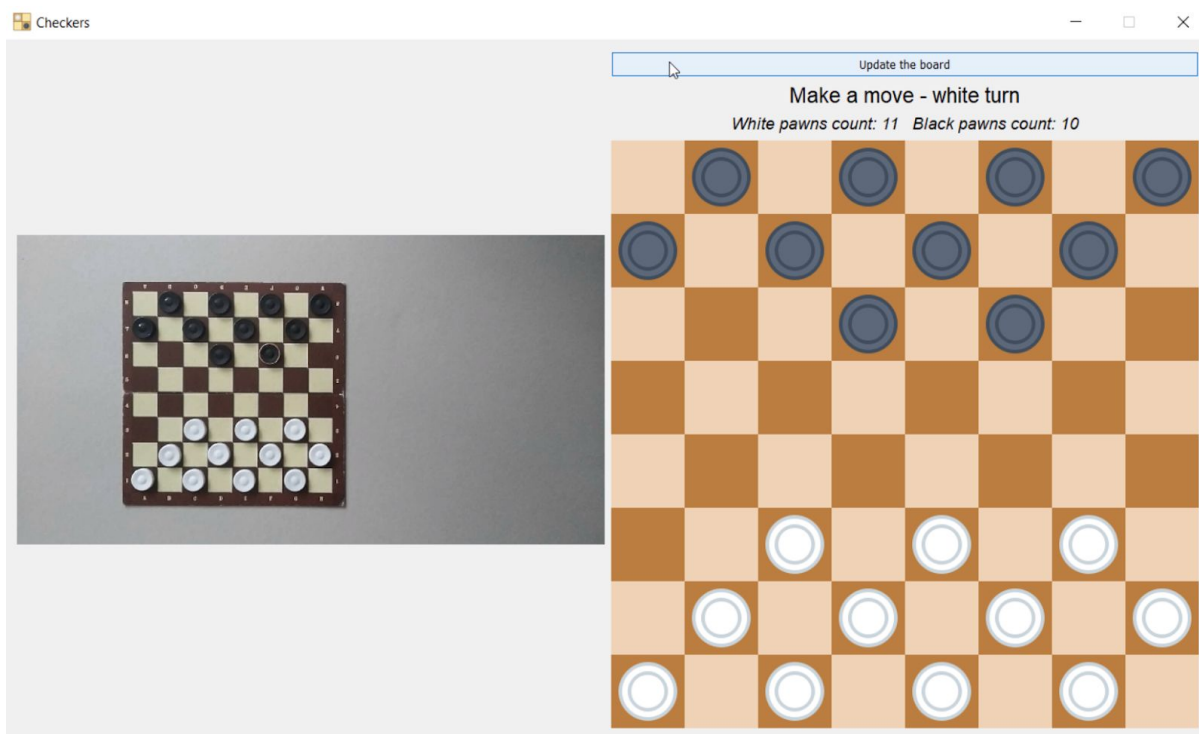 Checkers
Update the board
Make a move - white turn
White pawns count: 11 Black pawns count: 10